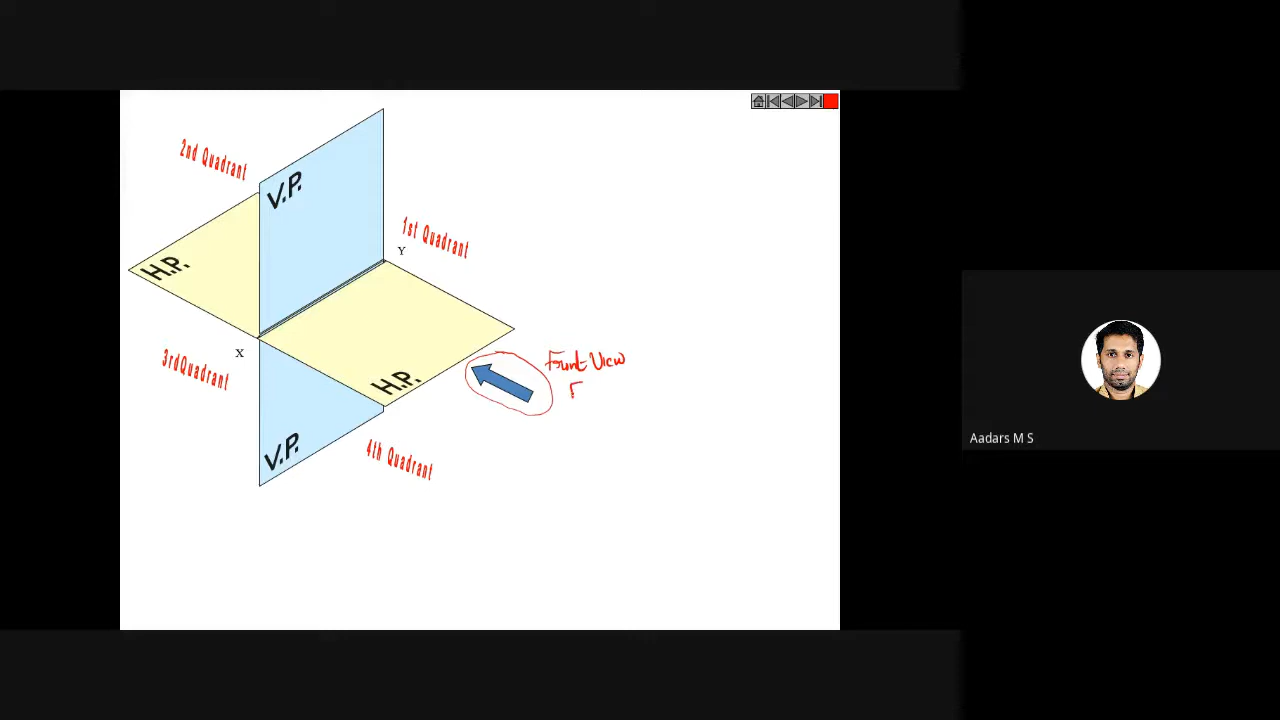 2nd Quadrant
V.P.
1st Quadrant
Y
H.P.
X
3rdQuadrant
Front View
F
H.P.
V.P.
4th Quadrant
Aadars M S